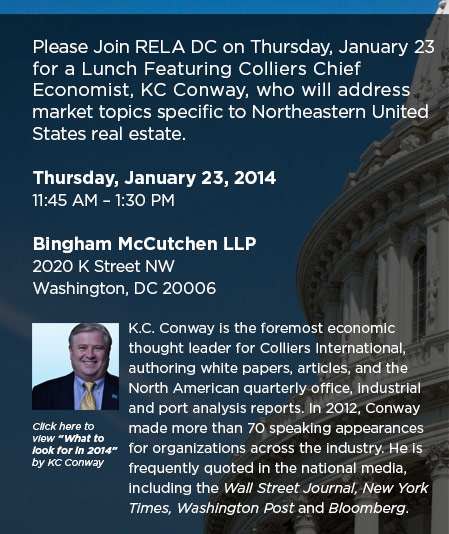 Please Join RELA DC on Thursday, January 23
for a Lunch Featuring Colliers Chief
Economist, KC Conway, who will address
market topics specific to Northeastern United
States real estate.
Thursday, January 23, 2014
11:45 AM – 1:30 PM
Bingham McCutchen LLP
2020 K Street NW
Washington, DC 20006
Click here to
view "What to
look for in 2014"
by KC Conway
K.C. Conway is the foremost economic
thought leader for Colliers International,
authoring white papers, articles, and the
North American quarterly office, industrial
and port analysis reports. In 2012, Conway
made more than 70 speaking appearances
for organizations across the industry. He is
frequently quoted in the national media,
including the Wall Street Journal, New York
Times, Washington Post and Bloomberg.